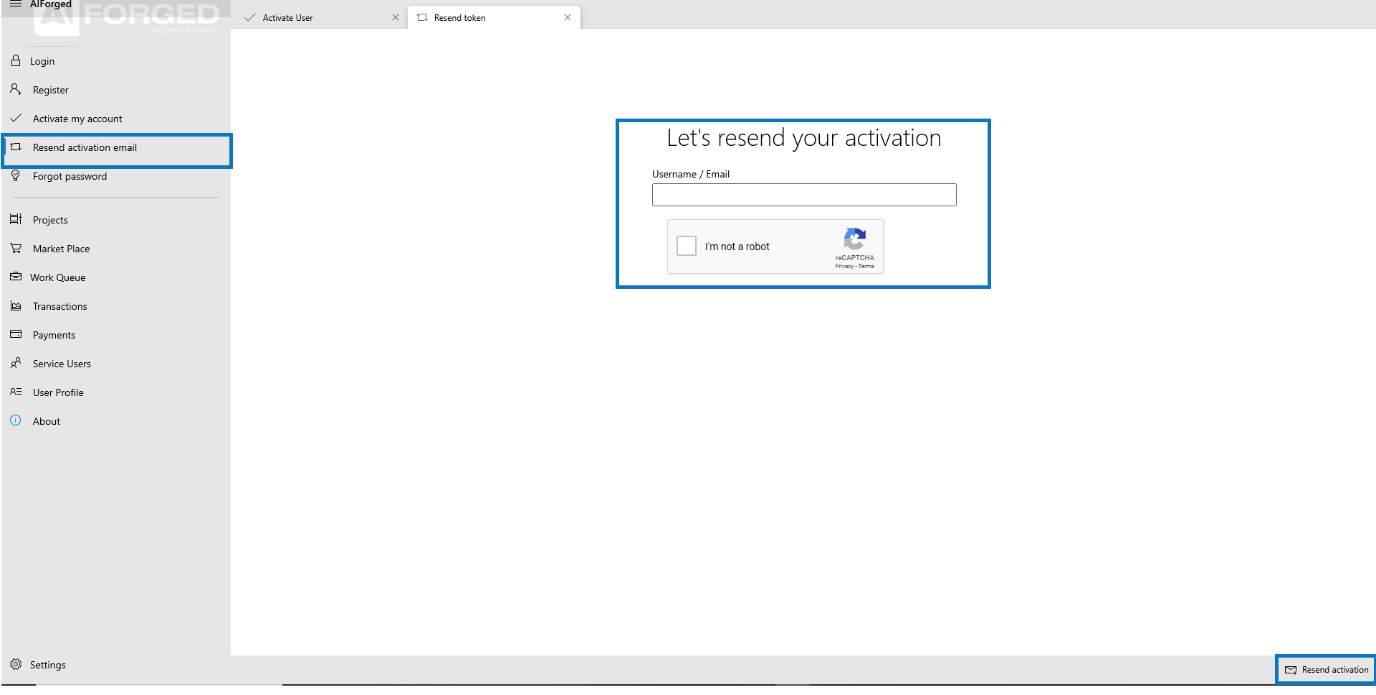 AIForged
AI FORGED
Activate User
Resend token
Login
Register
Activate my account
Resend activation email
Forgot password
Projects
Market Place
Work Queue
Transactions
Payments
Service Users
User Profile
About
Settings
Let's resend your activation
Username / Email
I'm not a robot
reCAPTCHA
Privacy - Terms
Resend activation